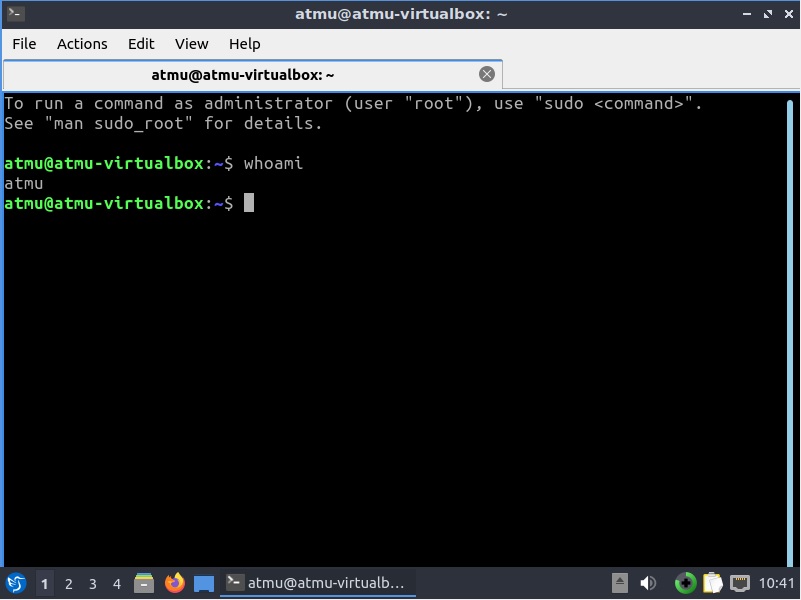 atmu@atmu-virtualbox: ~
File Actions Edit View Help
atmu@atmu-virtualbox: ~
To run a command as administrator (user "root"), use "sudo <command>".
See "man sudo_root" for details.
atmu@atmu-virtualbox:~$ whoami
atmu
atmu@atmu-virtualbox:~$
1 2 3 4 atmu@atmu-virtualb... 10:41